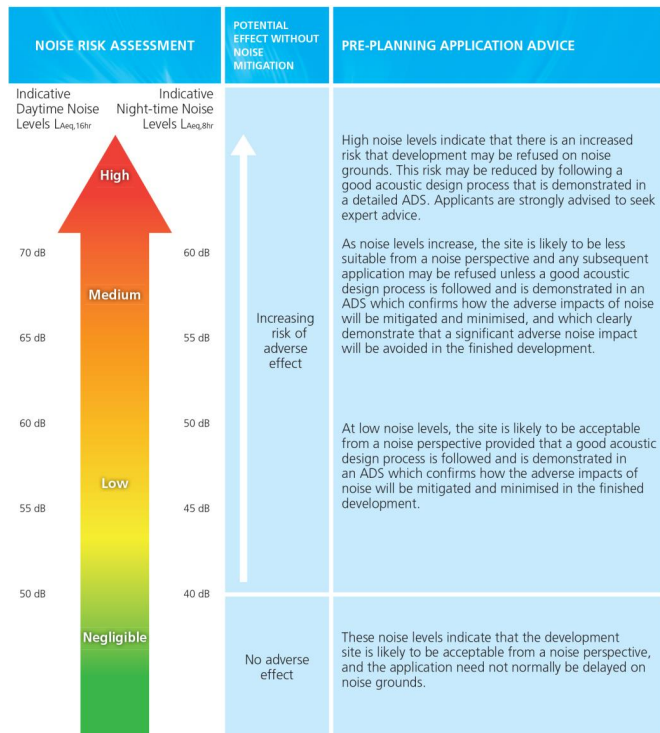 NOISE RISK ASSESSMENT
POTENTIAL
EFFECT WITHOUT
NOISE
MITIGATION
PRE-PLANNING APPLICATION ADVICE
Indicative
Daytime Noise
Levels LAeq,16hr
Indicative
Night-time Noise
Levels LAeq,8hr
High
70 dB
60 dB
Medium
65 dB
55 dB
60 dB
50 dB
Low
55 dB
45 dB
50 dB
40 dB
Negligible
Increasing
risk of
adverse
effect
No adverse
effect
High noise levels indicate that there is an increased
risk that development may be refused on noise
grounds. This risk may be reduced by following a
good acoustic design process that is demonstrated in
a detailed ADS. Applicants are strongly advised to seek
expert advice.
As noise levels increase, the site is likely to be less
suitable from a noise perspective and any subsequent
application may be refused unless a good acoustic
design process is followed and is demonstrated in an
ADS which confirms how the adverse impacts of noise
will be mitigated and minimised, and which clearly
demonstrate that a significant adverse noise impact
will be avoided in the finished development.
At low noise levels, the site is likely to be acceptable
from a noise perspective provided that a good acoustic
design process is followed and is demonstrated in
an ADS which confirms how the adverse impacts of
noise will be mitigated and minimised in the finished
development.
These noise levels indicate that the development
site is likely to be acceptable from a noise perspective,
and the application need not normally be delayed on
noise grounds.